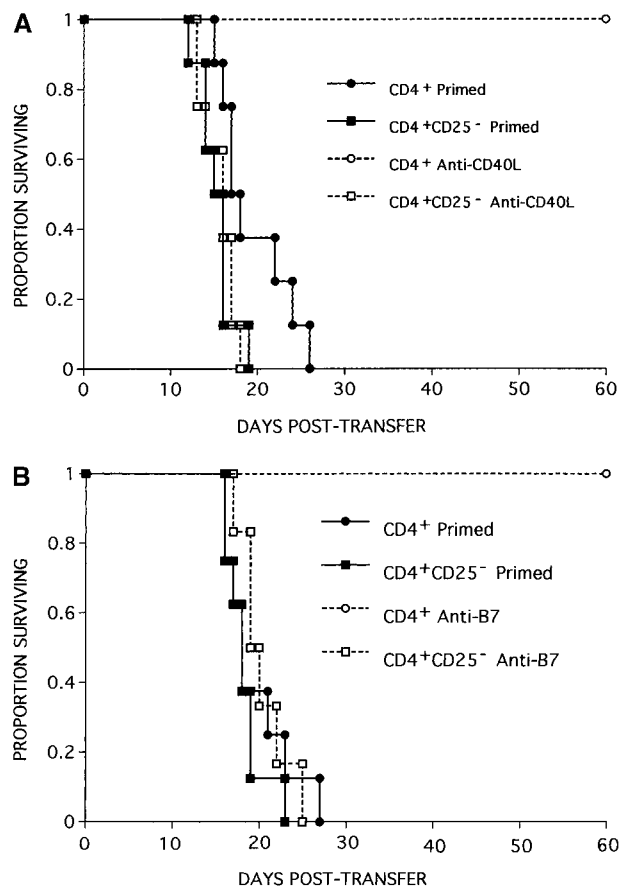 A
PROPORTION SURVIVING
1
0.8
0.6
0.4
0.2
0
CD4+ Primed
CD4+CD25- Primed
CD4+ Anti-CD40L
CD4+CD25- Anti-CD40L
0 10 20 30 40 50 60
DAYS POST-TRANSFER
B
PROPORTION SURVIVING
1
0.8
0.6
0.4
0.2
0
CD4+ Primed
CD4+CD25- Primed
CD4+ Anti-B7
CD4+CD25- Anti-B7
0 10 20 30 40 50 60
DAYS POST-TRANSFER